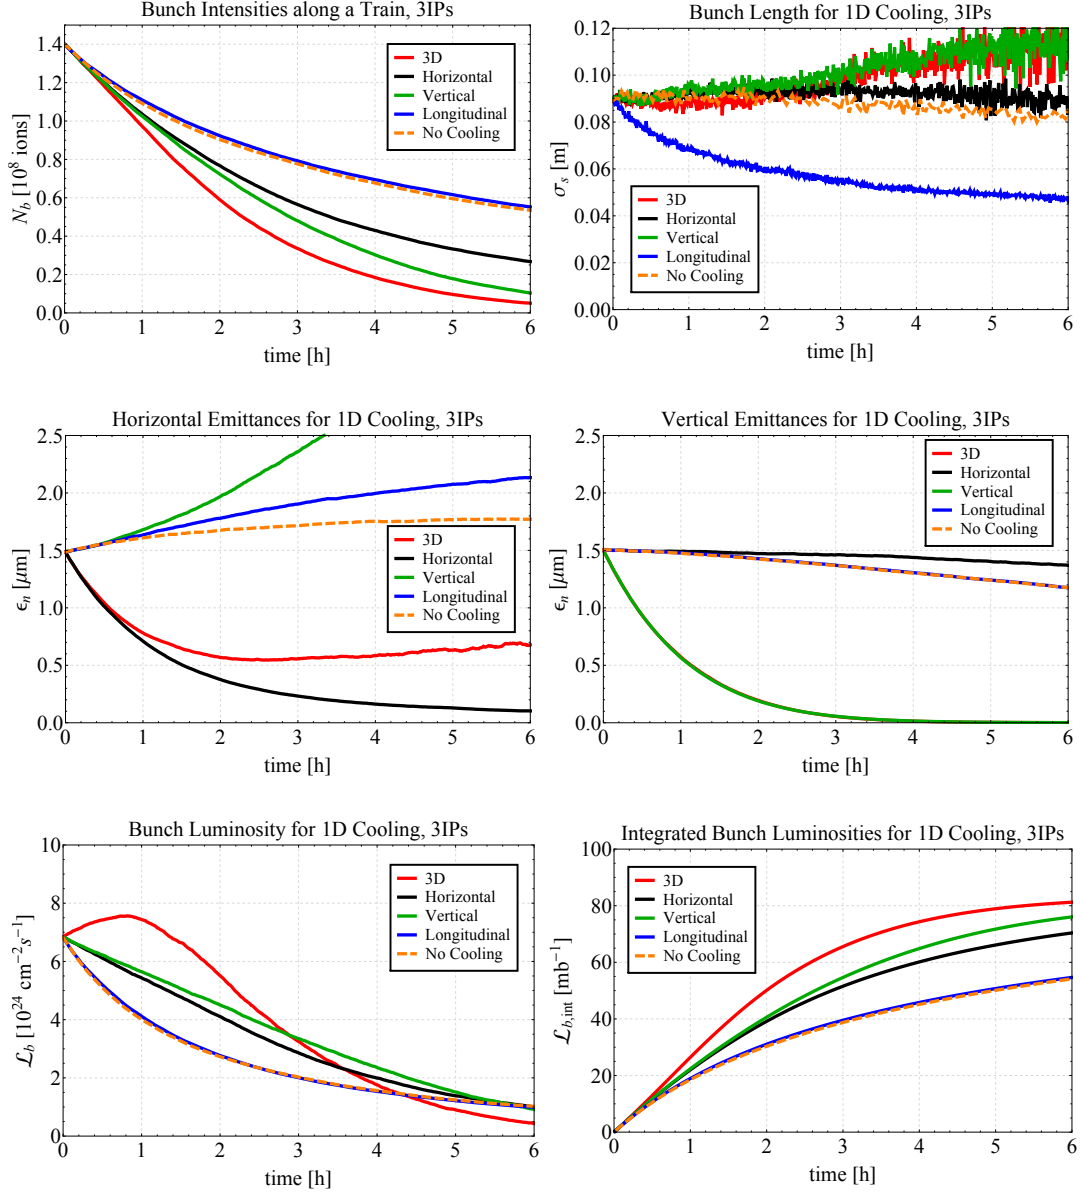 Bunch Intensities along a Train, 3IPs
N_b [10^8 ions]
1.4
1.2
1.0
0.8
0.6
0.4
0.2
0.0
3D
Horizontal
Vertical
Longitudinal
No Cooling
0 1 2 3 4 5 6
time [h]
Bunch Length for 1D Cooling, 3IPs
σ_s [m]
0.12
0.10
0.08
0.06
0.04
0.02
0.00
3D
Horizontal
Vertical
Longitudinal
No Cooling
0 1 2 3 4 5 6
time [h]
Horizontal Emittances for 1D Cooling, 3IPs
ϵ_n [μm]
2.5
2.0
1.5
1.0
0.5
0.0
3D
Horizontal
Vertical
Longitudinal
No Cooling
0 1 2 3 4 5 6
time [h]
Vertical Emittances for 1D Cooling, 3IPs
ϵ_n [μm]
2.5
2.0
1.5
1.0
0.5
0.0
3D
Horizontal
Vertical
Longitudinal
No Cooling
0 1 2 3 4 5 6
time [h]
Bunch Luminosity for 1D Cooling, 3IPs
ℒ_b [10^24 cm^−2 s^−1]
10
8
6
4
2
0
3D
Horizontal
Vertical
Longitudinal
No Cooling
0 1 2 3 4 5 6
time [h]
Integrated Bunch Luminosities for 1D Cooling, 3IPs
ℒ_b,int [mb^−1]
100
80
60
40
20
0
3D
Horizontal
Vertical
Longitudinal
No Cooling
0 1 2 3 4 5 6
time [h]